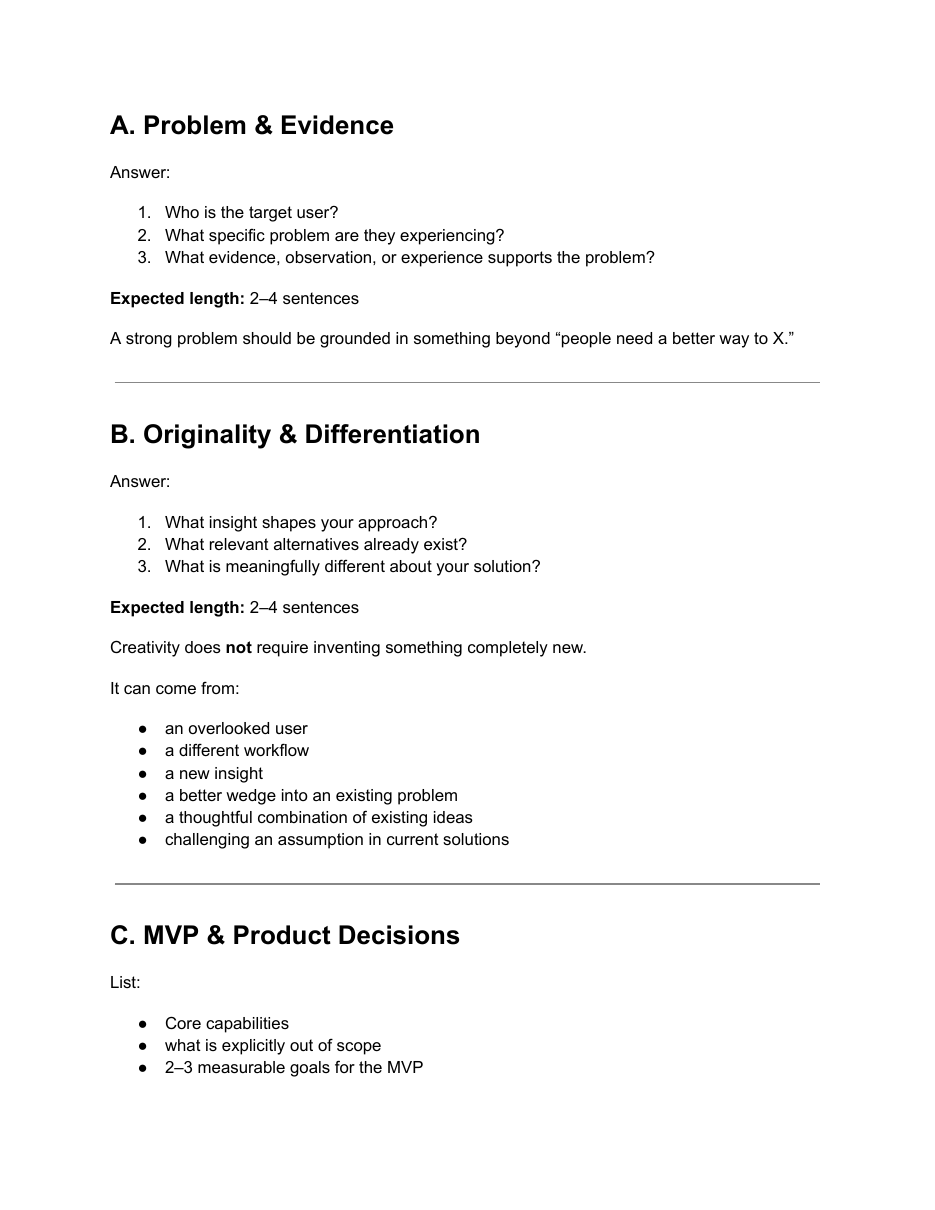 A. Problem & Evidence
Answer:
1. Who is the target user?
2. What specific problem are they experiencing?
3. What evidence, observation, or experience supports the problem?
Expected length: 2–4 sentences
A strong problem should be grounded in something beyond “people need a better way to X.”
B. Originality & Differentiation
Answer:
1. What insight shapes your approach?
2. What relevant alternatives already exist?
3. What is meaningfully different about your solution?
Expected length: 2–4 sentences
Creativity does not require inventing something completely new.
It can come from:
● an overlooked user
● a different workflow
● a new insight
● a better wedge into an existing problem
● a thoughtful combination of existing ideas
● challenging an assumption in current solutions
C. MVP & Product Decisions
List:
● Core capabilities
● what is explicitly out of scope
● 2–3 measurable goals for the MVP